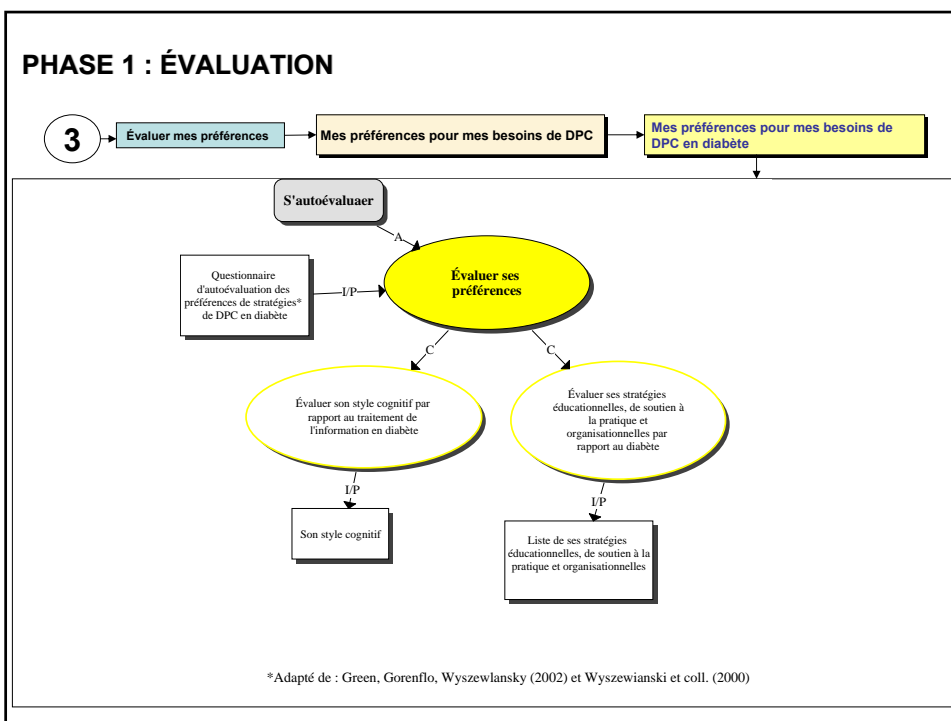 PHASE 1 : ÉVALUATION
3
Évaluer mes préférences
Mes préférences pour mes besoins de DPC
Mes préférences pour mes besoins de
DPC en diabète
S'autoévaluaer
A
Évaluer ses
préférences
Questionnaire
d'autoévaluation des
préférences de stratégies*
de DPC en diabète
I/P
C
C
Évaluer son style cognitif par
rapport au traitement de
l'information en diabète
Évaluer ses stratégies
éducationnelles, de soutien à
la pratique et
organisationnelles par
rapport au diabète
I/P
I/P
Son style cognitif
Liste de ses stratégies
éducationnelles, de soutien à la
pratique et organisationnelles
*Adapté de : Green, Gorenflo, Wyszewlansky (2002) et Wyszewianski et coll. (2000)